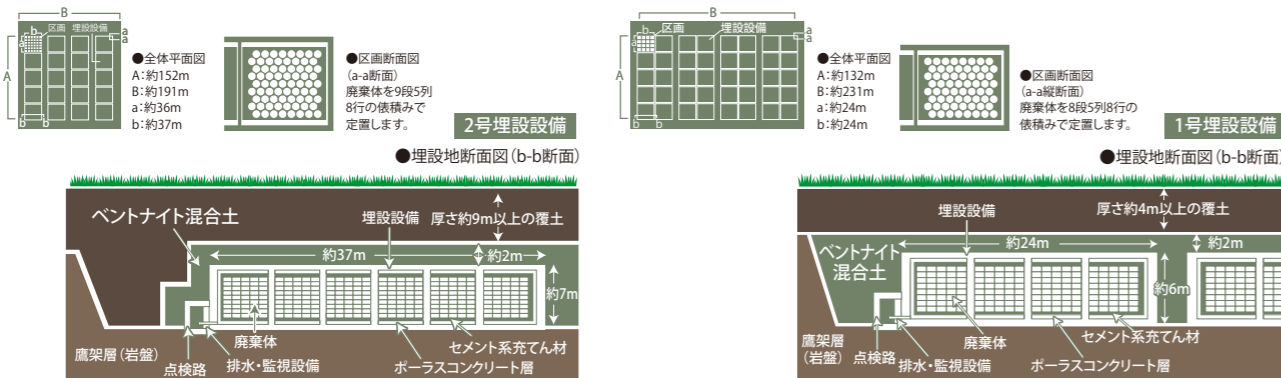 B
b
区画
埋設設備
a
a
a
A
b
b
●全体平面図
A:約152m
B:約191m
a:約36m
b:約37m
●区画断面図
(a-a断面)
廃棄体を9段5列
8行の俵積みで
定置します。
2号埋設設備
●埋設地断面図(b-b断面)
ベントナイト混合土
埋設設備
厚さ約9m以上の覆土
約37m
約2m
約7m
鷹架層(岩盤)
点検路
排水・監視設備
廃棄体
ポーラスコンクリート層
セメント系充てん材
B
b
区画
埋設設備
a
a
a
A
b
b
●全体平面図
A:約132m
B:約231m
a:約24m
b:約24m
●区画断面図
(a-a縦断面)
廃棄体を8段5列8行の
俵積みで定置します。
1号埋設設備
●埋設地断面図(b-b断面)
埋設設備
厚さ約4m以上の覆土
ベントナイト
混合土
約24m
約2m
約6m
鷹架層
(岩盤)
点検路
排水・監視設備
廃棄体
ポーラスコンクリート層
セメント系充てん材